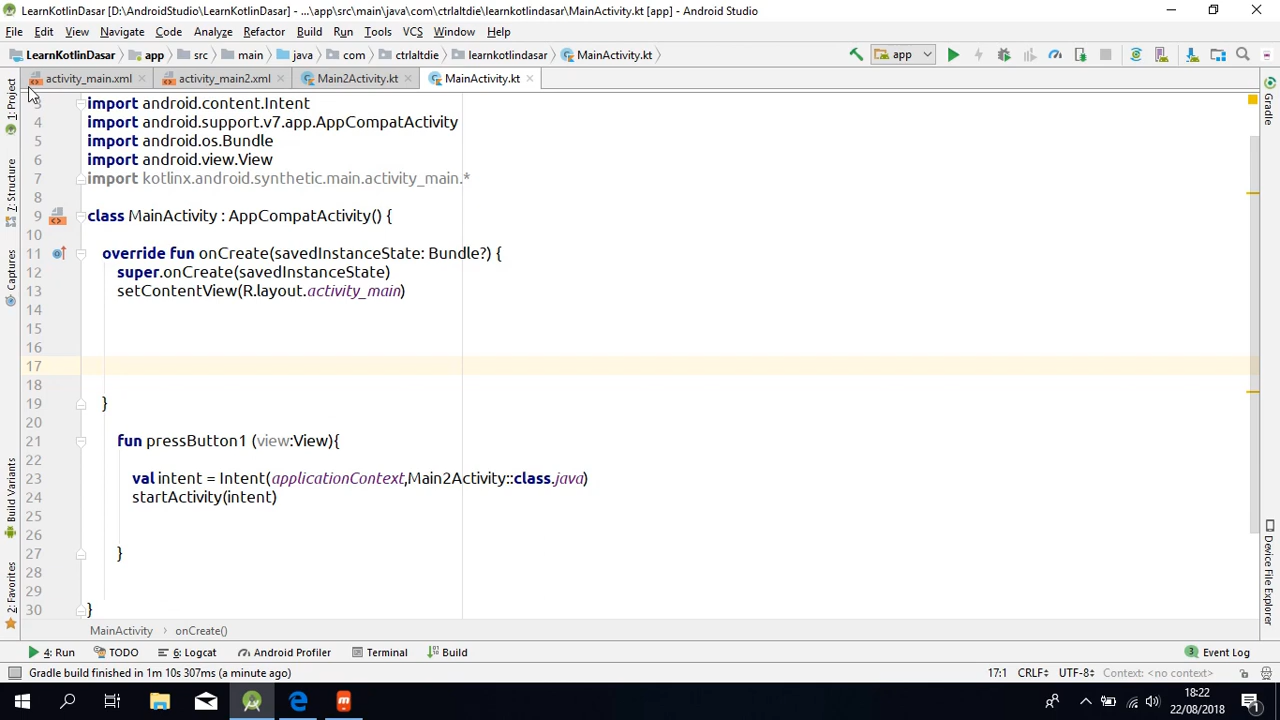 LearnKotlinDasar [D:\AndroidStudio\LearnKotlinDasar] - ...\app\src\main\java\com\ctrlaltdie\learnkotlindasar\MainActivity.kt [app] - Android Studio
File Edit View Navigate Code Analyze Refactor Build Run Tools VCS Window Help
LearnKotlinDasar app src main java com ctrlaltdie learnkotlindasar MainActivity.kt app
activity_main.xml activity_main2.xml Main2Activity.kt MainActivity.kt
1: Project
7: Structure
Captures
Build Variants
2: Favorites
3 import android.content.Intent
4 import android.support.v7.app.AppCompatActivity
5 import android.os.Bundle
6 import android.view.View
7 import kotlinx.android.synthetic.main.activity_main.*
8
9 class MainActivity : AppCompatActivity() {
10
11 override fun onCreate(savedInstanceState: Bundle?) {
12 super.onCreate(savedInstanceState)
13 setContentView(R.layout.activity_main)
14
15
16
17
18
19 }
20
21 fun pressButton1 (view:View){
22
23 val intent = Intent(applicationContext,Main2Activity::class.java)
24 startActivity(intent)
25
26
27 }
28
29
30 }
Gradle
Device File Explorer
MainActivity onCreate()
4: Run TODO 6: Logcat Android Profiler Terminal Build 3 Event Log
Gradle build finished in 1m 10s 307ms (a minute ago) 17:1 CRLF UTF-8 Context: <no context>
18:22
22/08/2018
1